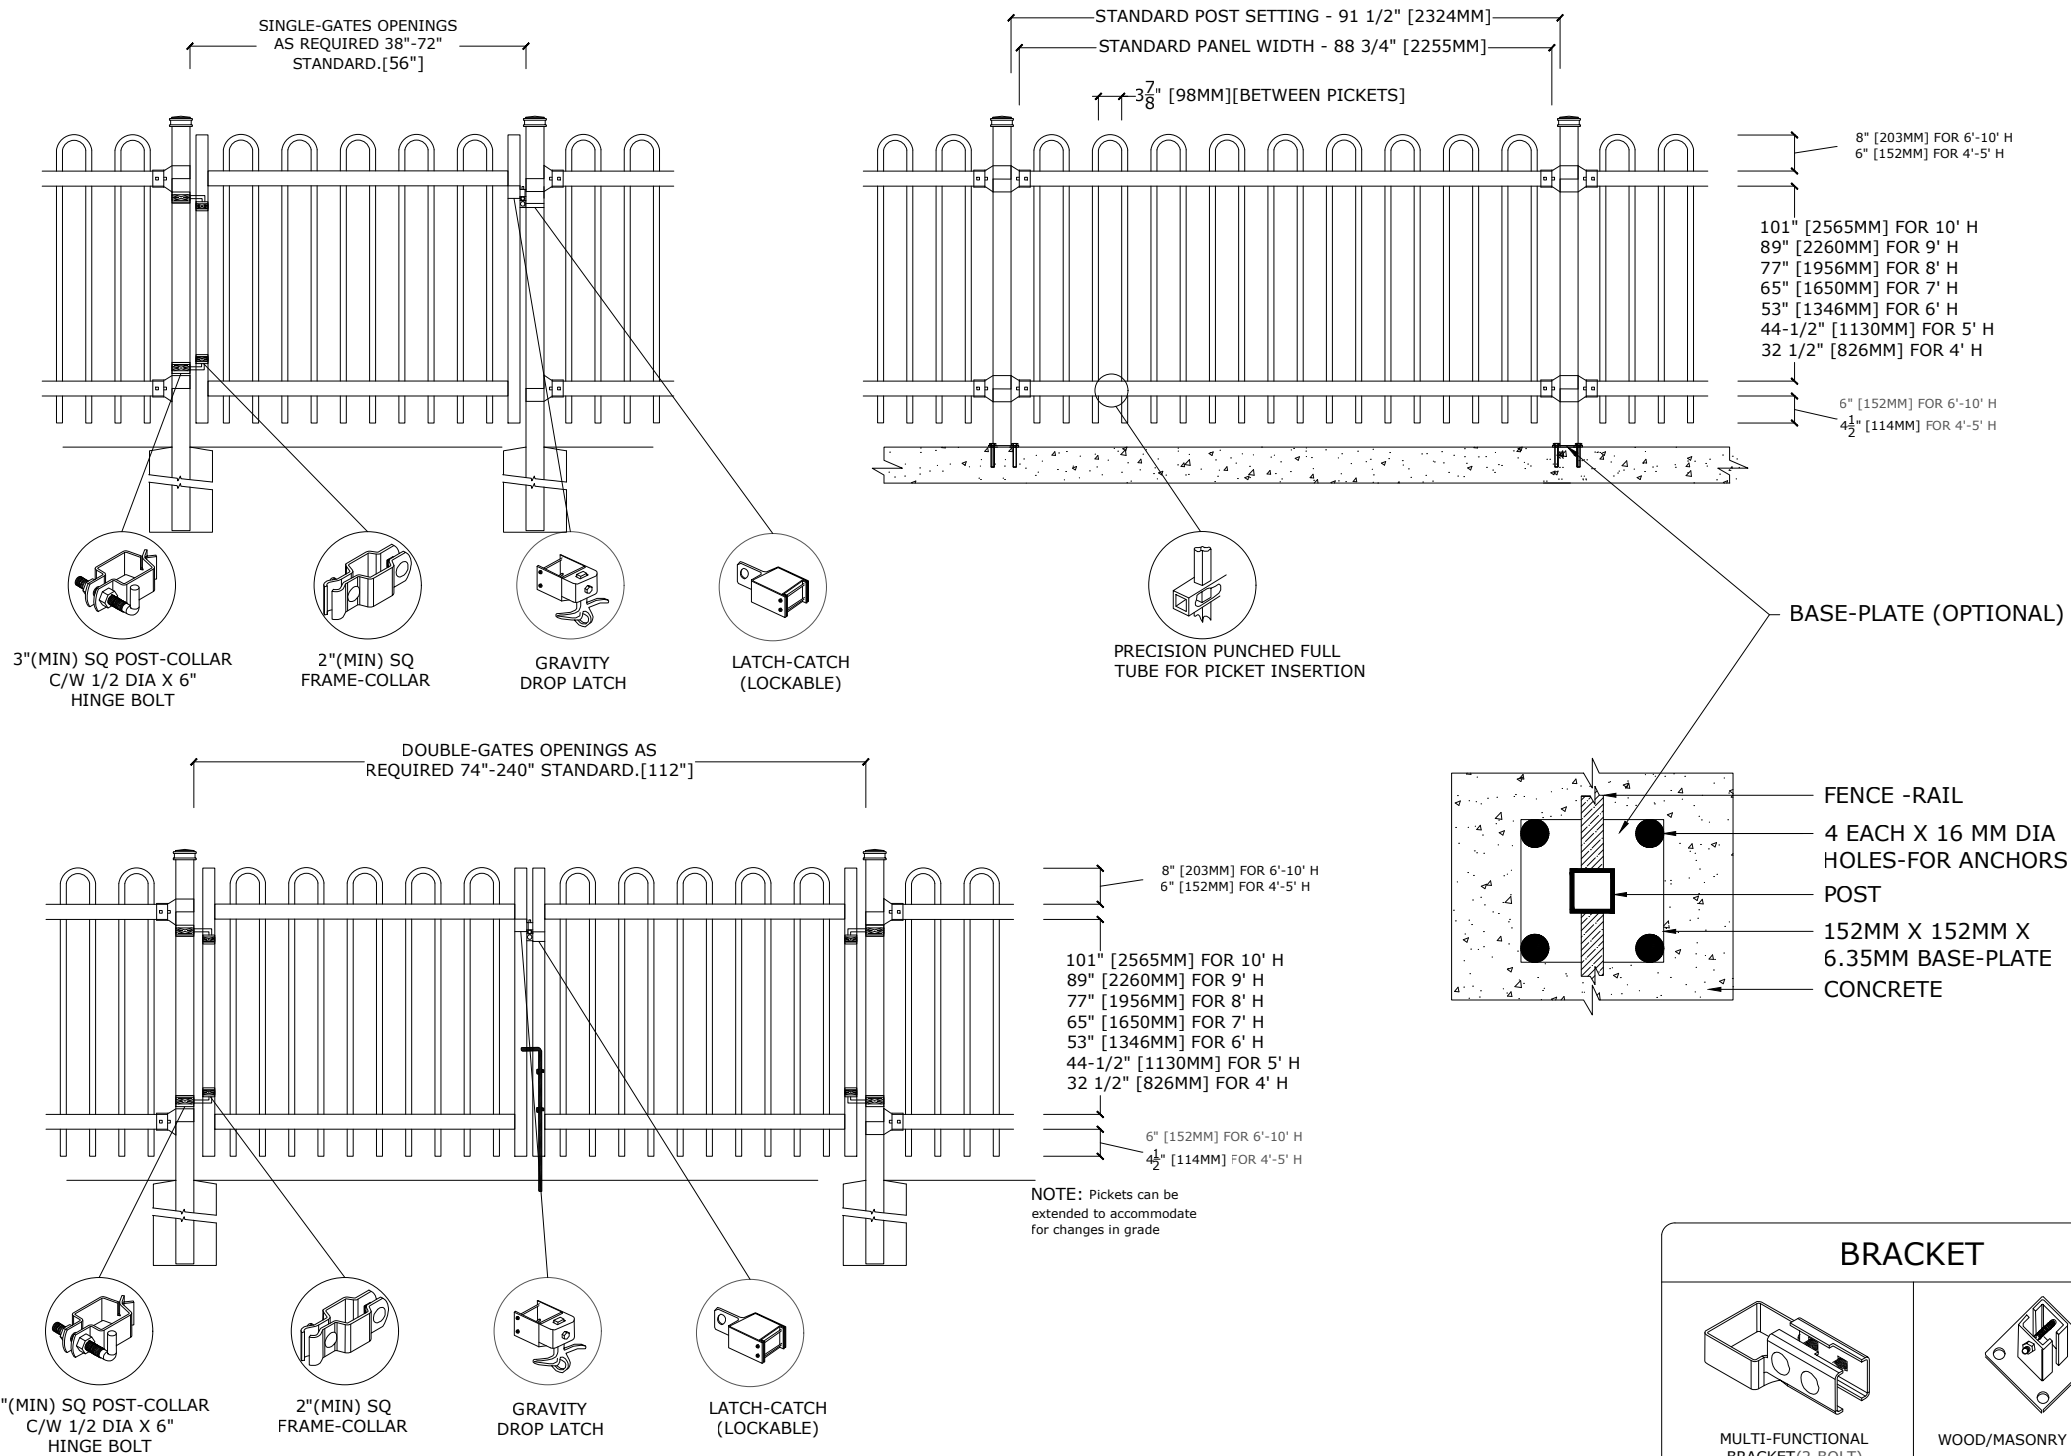 SINGLE-GATES OPENINGS
AS REQUIRED 38"-72"
STANDARD.[56"]
STANDARD POST SETTING - 91 1/2" [2324MM]
STANDARD PANEL WIDTH - 88 3/4" [2255MM]
3 7/8" [98MM][BETWEEN PICKETS]
8" [203MM] FOR 6'-10' H
6" [152MM] FOR 4'-5' H
101" [2565MM] FOR 10' H
89" [2260MM] FOR 9' H
77" [1956MM] FOR 8' H
65" [1650MM] FOR 7' H
53" [1346MM] FOR 6' H
44-1/2" [1130MM] FOR 5' H
32 1/2" [826MM] FOR 4' H
6" [152MM] FOR 6'-10' H
4 1/2" [114MM] FOR 4'-5' H
3"(MIN) SQ POST-COLLAR
C/W 1/2 DIA X 6"
HINGE BOLT
2"(MIN) SQ
FRAME-COLLAR
GRAVITY
DROP LATCH
LATCH-CATCH
(LOCKABLE)
PRECISION PUNCHED FULL
TUBE FOR PICKET INSERTION
BASE-PLATE (OPTIONAL)
FENCE -RAIL
4 EACH X 16 MM DIA
HOLES-FOR ANCHORS
POST
152MM X 152MM X
6.35MM BASE-PLATE
CONCRETE
DOUBLE-GATES OPENINGS AS
REQUIRED 74"-240" STANDARD.[112"]
8" [203MM] FOR 6'-10' H
6" [152MM] FOR 4'-5' H
101" [2565MM] FOR 10' H
89" [2260MM] FOR 9' H
77" [1956MM] FOR 8' H
65" [1650MM] FOR 7' H
53" [1346MM] FOR 6' H
44-1/2" [1130MM] FOR 5' H
32 1/2" [826MM] FOR 4' H
6" [152MM] FOR 6'-10' H
4 1/2" [114MM] FOR 4'-5' H
NOTE: Pickets can be
extended to accommodate
for changes in grade
"(MIN) SQ POST-COLLAR
C/W 1/2 DIA X 6"
HINGE BOLT
2"(MIN) SQ
FRAME-COLLAR
GRAVITY
DROP LATCH
LATCH-CATCH
(LOCKABLE)
BRACKET
MULTI-FUNCTIONAL
BRACKET(2 BOLT)
WOOD/MASONRY